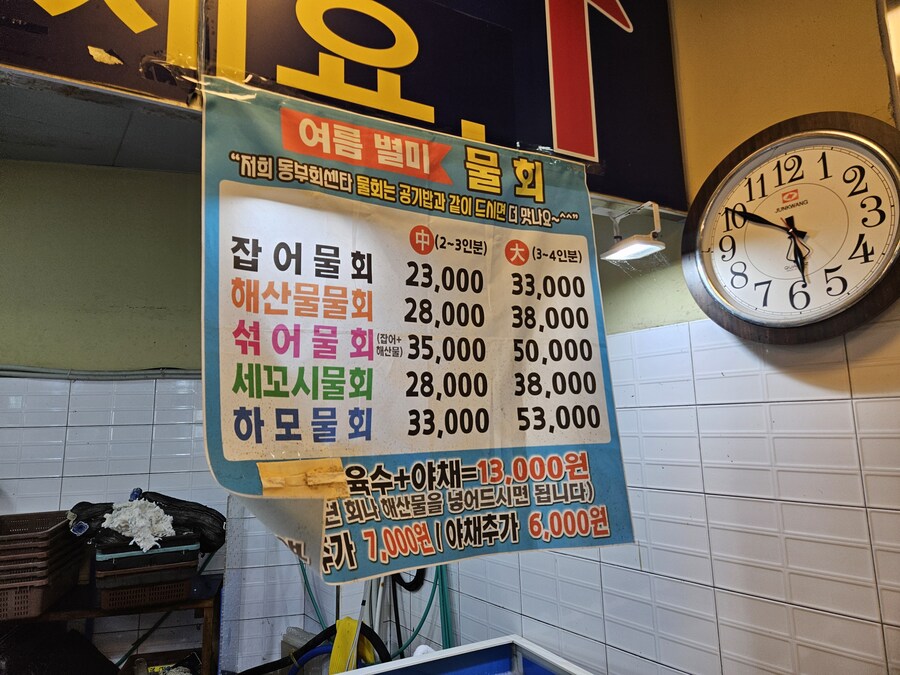 세요
여름 별미 물회
“저희 동부회센타 물회는 공기밥과 같이 드시면 더 맛나요~^^”
中(2~3인분) 大(3~4인분)
잡어물회 23,000 33,000
해산물물회 28,000 38,000
섞어물회(잡어+해산물) 35,000 50,000
세꼬시물회 28,000 38,000
하모물회 33,000 53,000
육수+야채=13,000원
회나 해산물을 넣어드시면 됩니다)
추가 7,000원 / 야채추가 6,000원
12 1 2 3 4 5 6 7 8 9 10 11
JUNKWANG